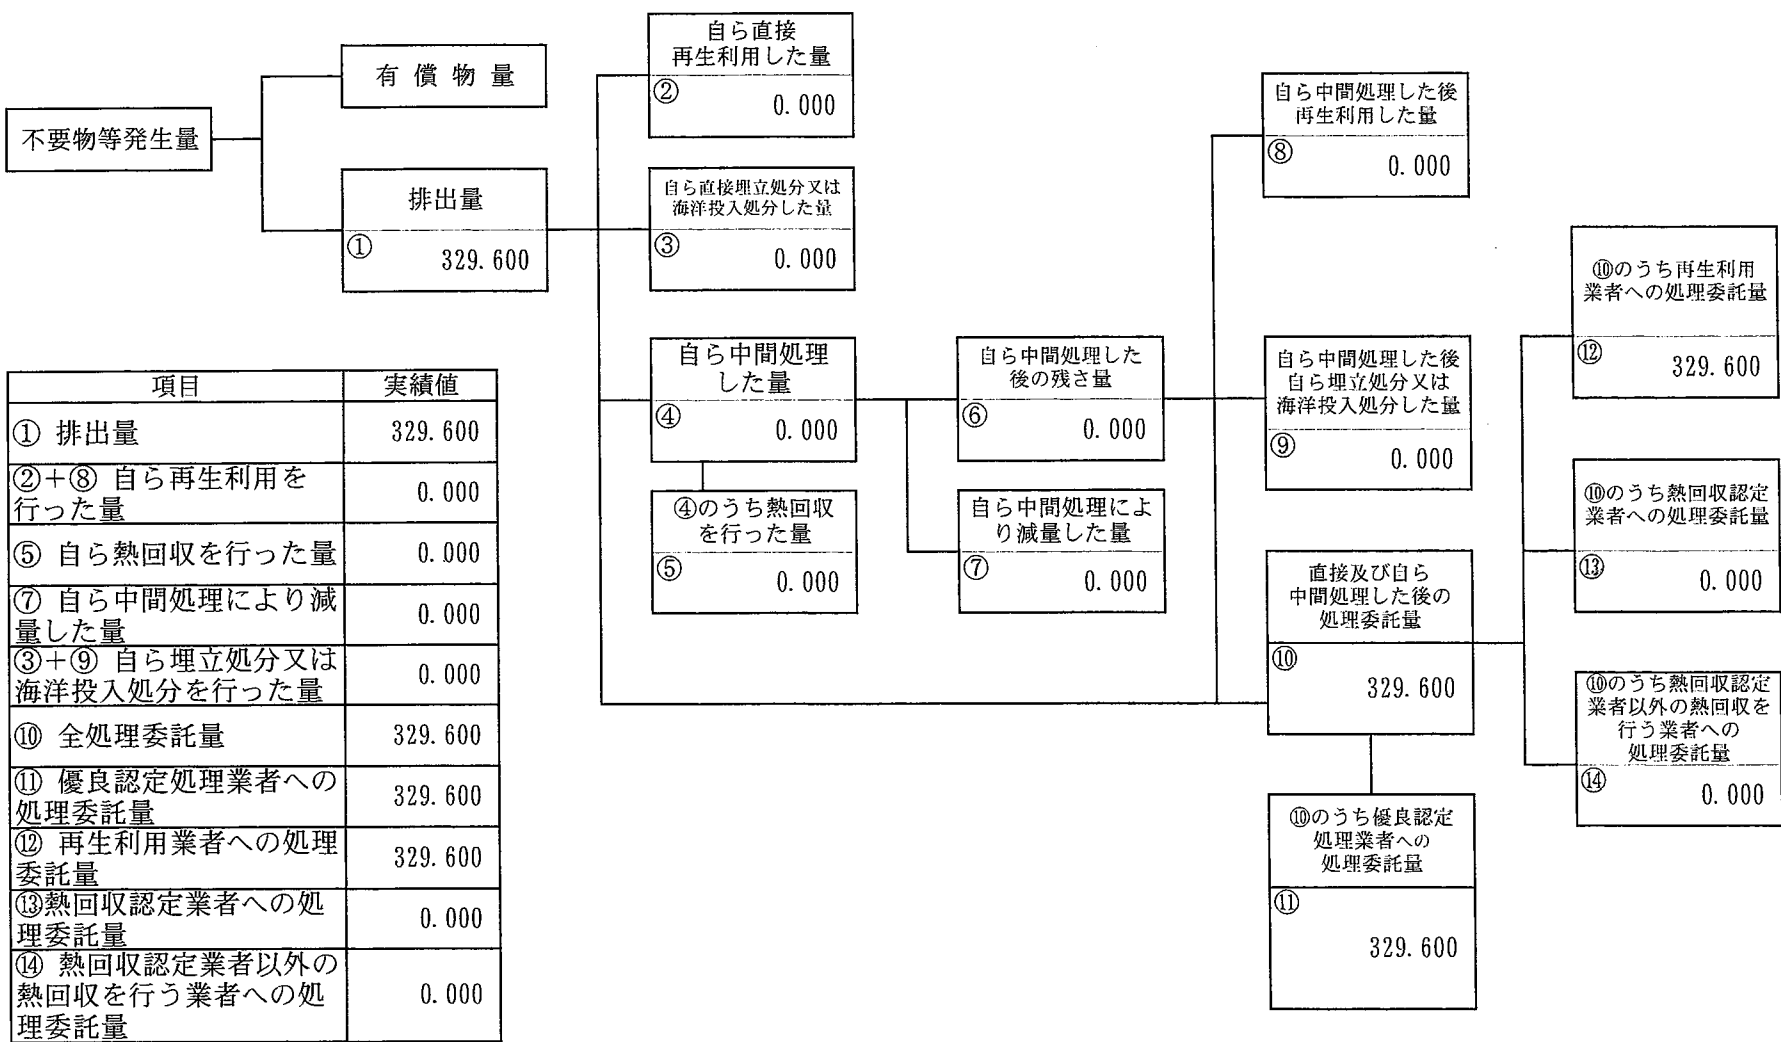 不要物等発生量
有償物量
排出量
① 329.600
自ら直接
再生利用した量
② 0.000
自ら直接埋立処分又は
海洋投入処分した量
③ 0.000
自ら中間処理
した量
④ 0.000
④のうち熱回収
を行った量
⑤ 0.000
自ら中間処理した
後の残さ量
⑥ 0.000
自ら中間処理によ
り減量した量
⑦ 0.000
自ら中間処理した後
再生利用した量
⑧ 0.000
自ら中間処理した後
自ら埋立処分又は
海洋投入処分した量
⑨ 0.000
直接及び自ら
中間処理した後の
処理委託量
⑩ 329.600
⑩のうち優良認定
処理業者への
処理委託量
⑪ 329.600
⑩のうち再生利用
業者への処理委託量
⑫ 329.600
⑩のうち熱回収認定
業者への処理委託量
⑬ 0.000
⑩のうち熱回収認定
業者以外の熱回収を
行う業者への
処理委託量
⑭ 0.000
項目 実績値
① 排出量 329.600
②+⑧ 自ら再生利用を
行った量 0.000
⑤ 自ら熱回収を行った量 0.000
⑦ 自ら中間処理により減
量した量 0.000
③+⑨ 自ら埋立処分又は
海洋投入処分を行った量 0.000
⑩ 全処理委託量 329.600
⑪ 優良認定処理業者への
処理委託量 329.600
⑫ 再生利用業者への処理
委託量 329.600
⑬熱回収認定業者への処
理委託量 0.000
⑭ 熱回収認定業者以外の
熱回収を行う業者への処
理委託量 0.000